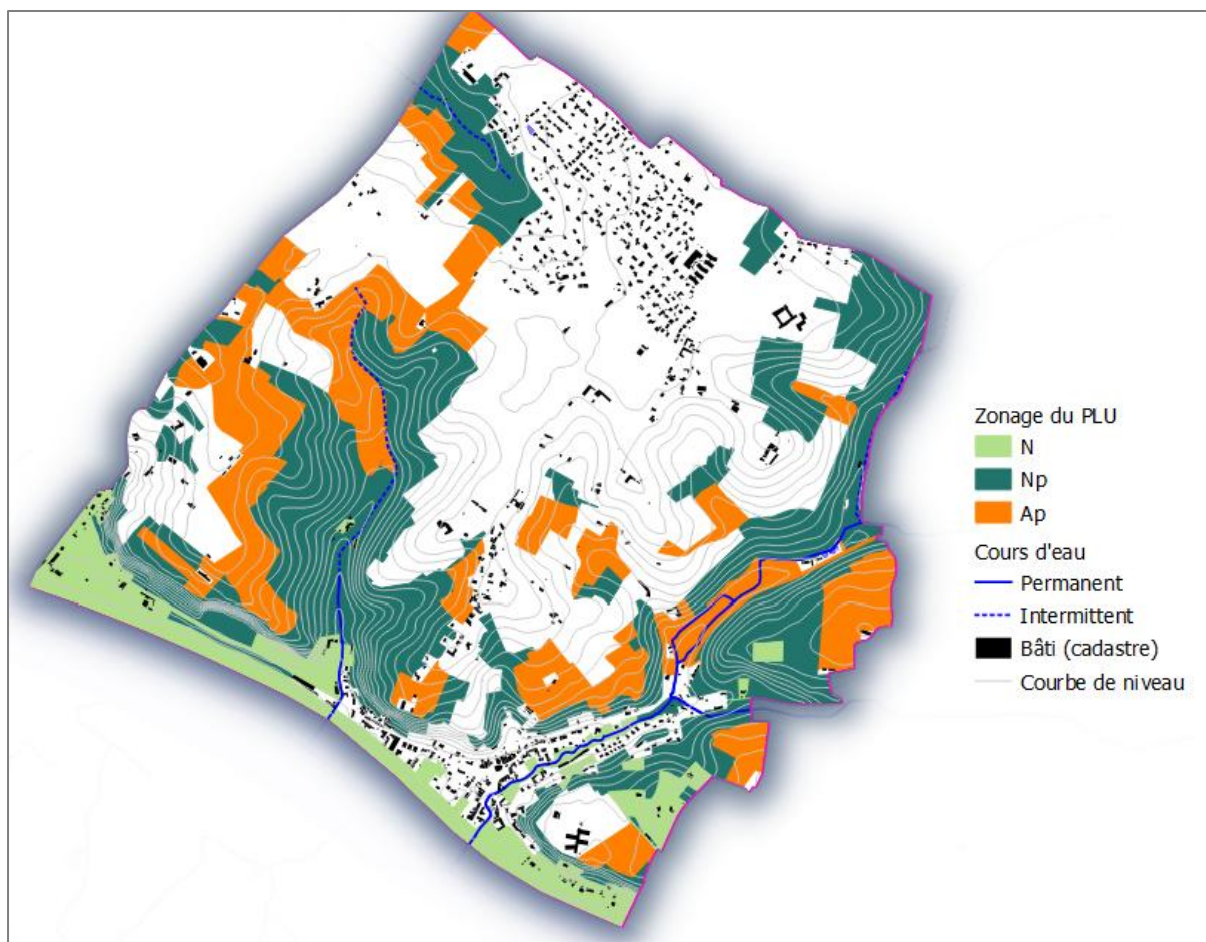 Zonage du PLU
N
Np
Ap
Cours d'eau
Permanent
Intermittent
Bâti (cadastre)
Courbe de niveau